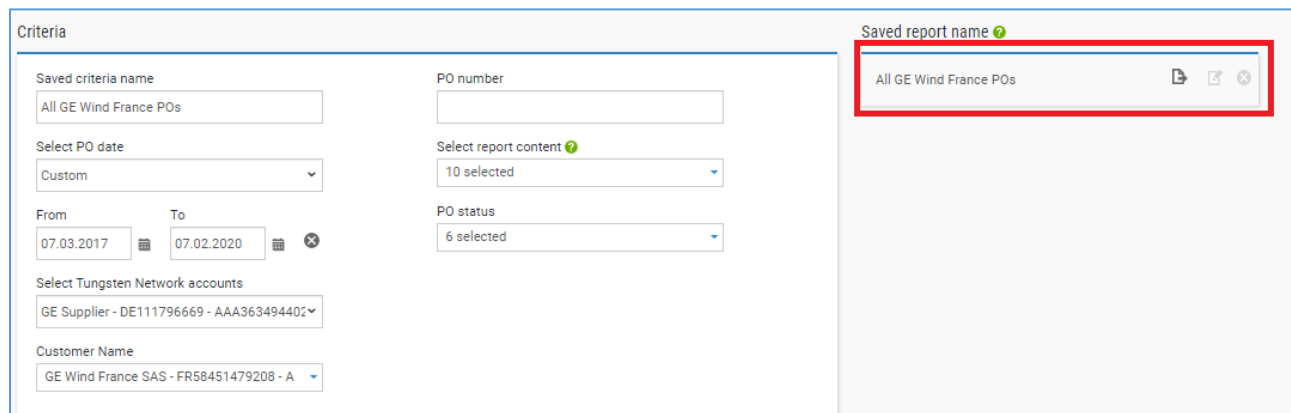 Criteria
Saved criteria name
All GE Wind France POs
Select PO date
Custom
From To
07.03.2017 07.02.2020
Select Tungsten Network accounts
GE Supplier - DE111796669 - AAA363494402
Customer Name
GE Wind France SAS - FR58451479208 - A
PO number
Select report content ?
10 selected
PO status
6 selected
Saved report name ?
All GE Wind France POs